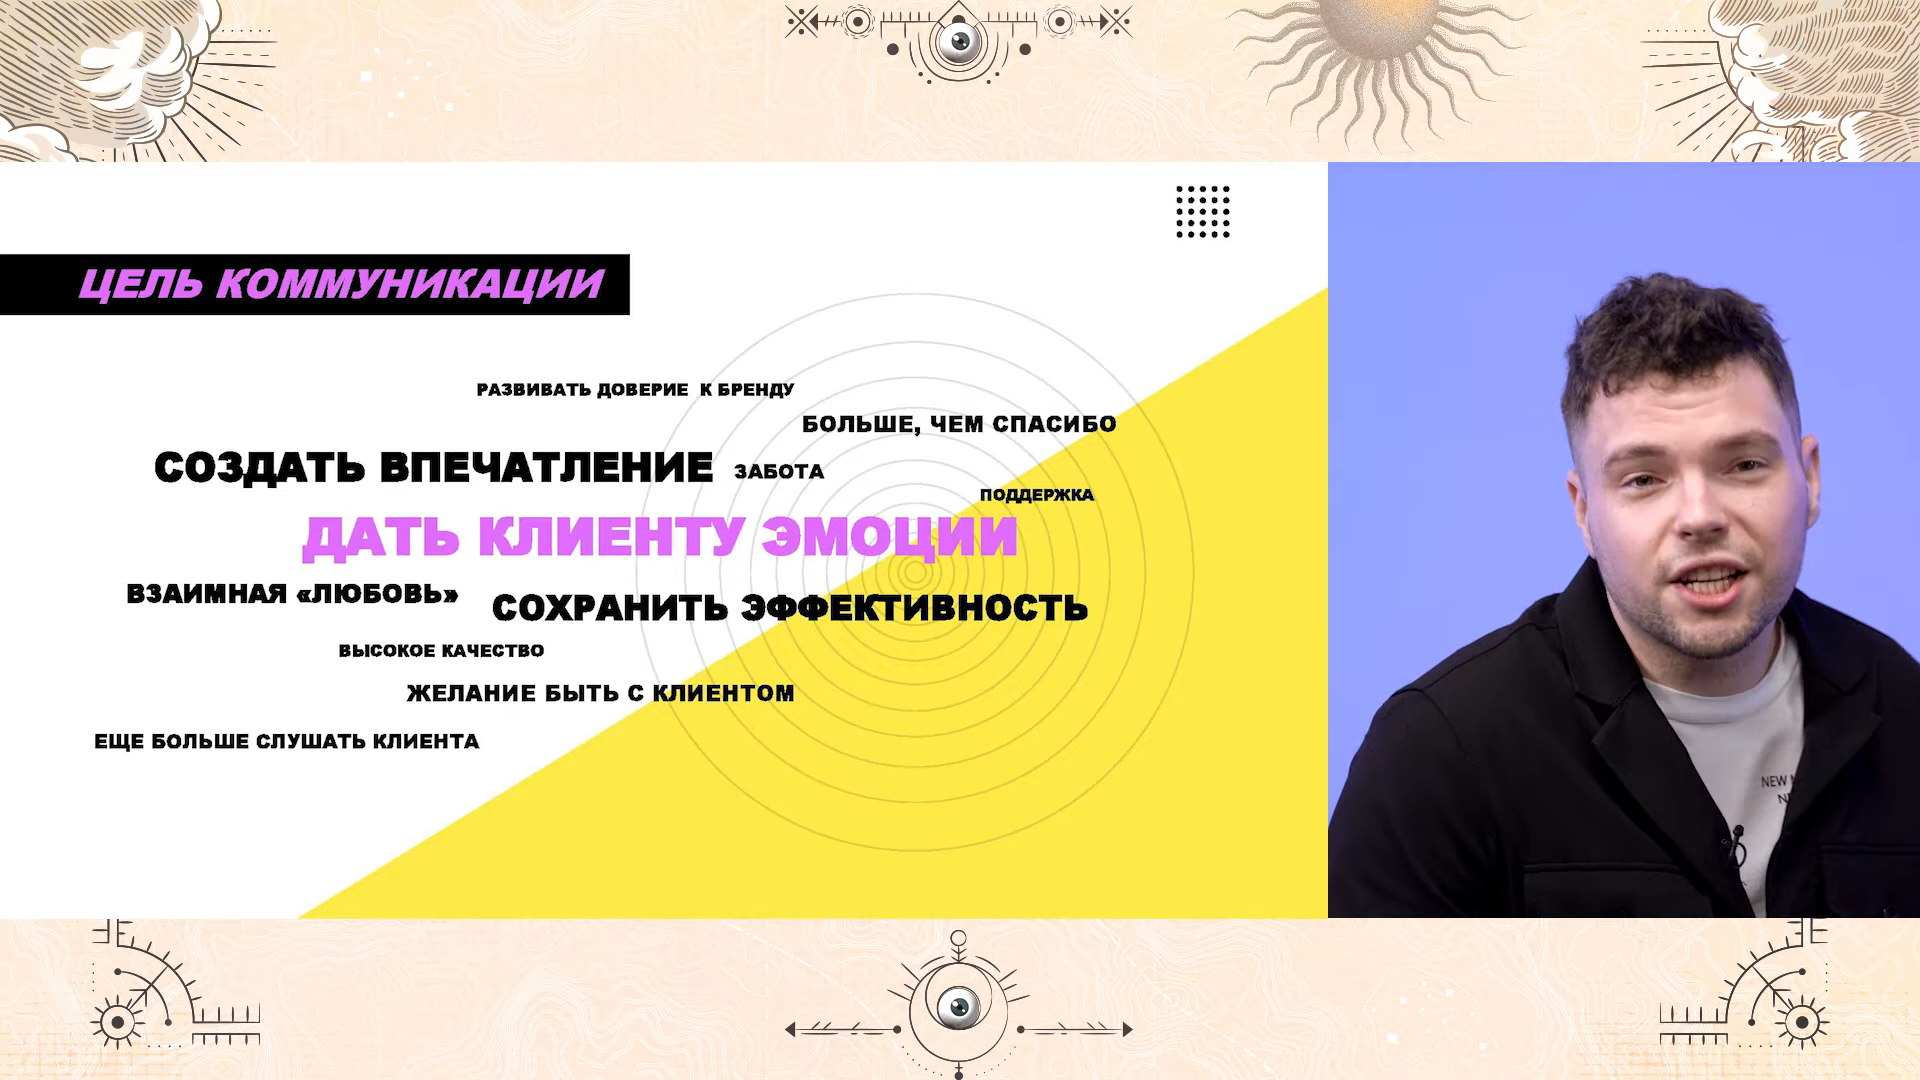 ЦЕЛЬ КОММУНИКАЦИИ
РАЗВИВАТЬ ДОВЕРИЕ К БРЕНДУ
БОЛЬШЕ, ЧЕМ СПАСИБО
СОЗДАТЬ ВПЕЧАТЛЕНИЕ
ЗАБОТА
ПОДДЕРЖКА
ДАТЬ КЛИЕНТУ ЭМОЦИИ
ВЗАИМНАЯ «ЛЮБОВЬ»
СОХРАНИТЬ ЭФФЕКТИВНОСТЬ
ВЫСОКОЕ КАЧЕСТВО
ЖЕЛАНИЕ БЫТЬ С КЛИЕНТОМ
ЕЩЕ БОЛЬШЕ СЛУШАТЬ КЛИЕНТА
NEW